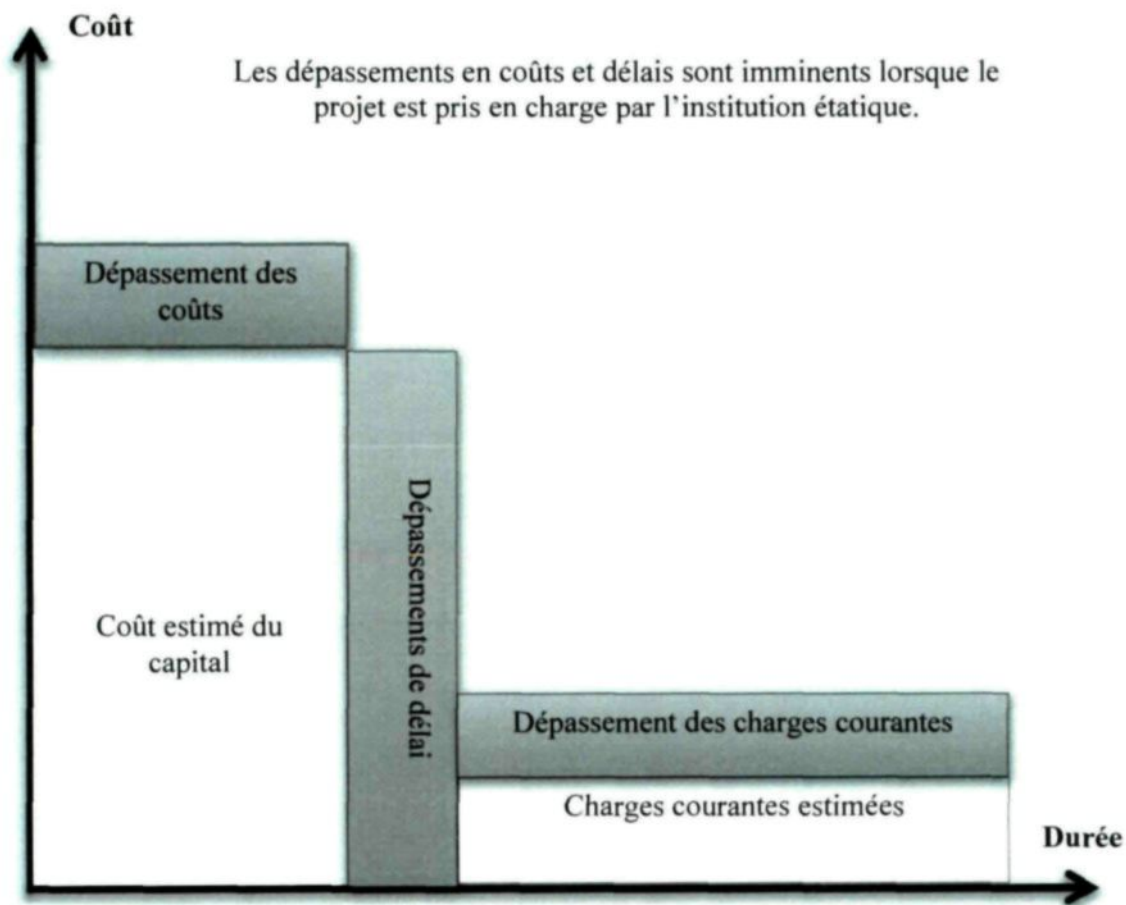 Coût
Les dépassements en coûts et délais sont imminents lorsque le
projet est pris en charge par l'institution étatique.
Dépassement des
coûts
Coût estimé du
capital
Dépassements de délai
Dépassement des charges courantes
Charges courantes estimées
Durée